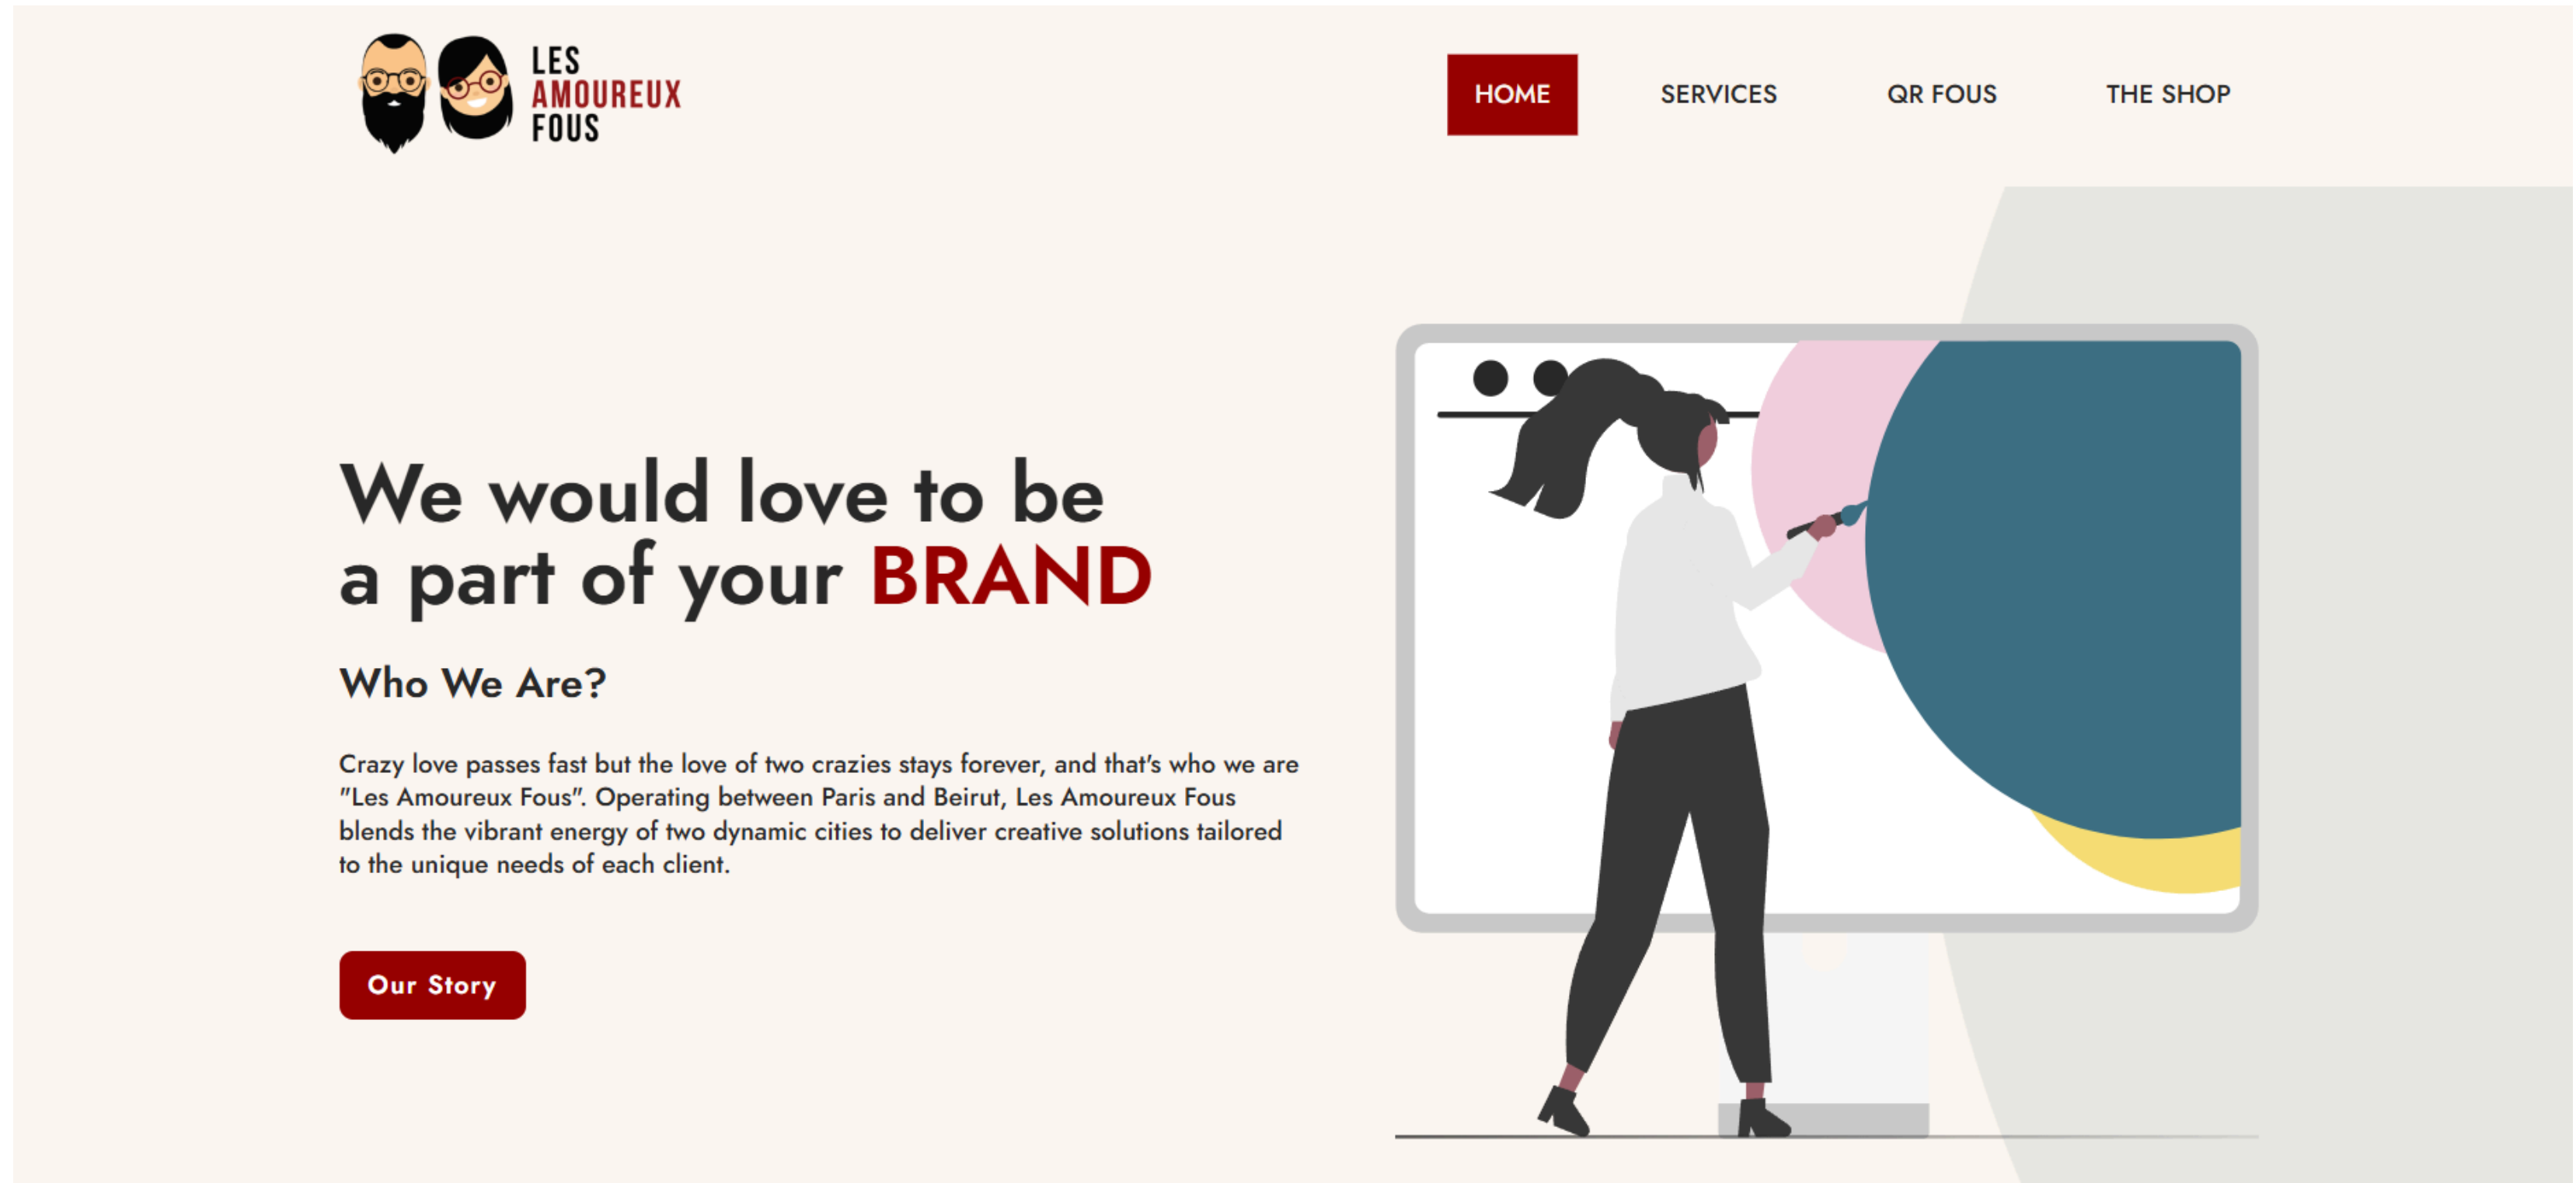 LES
AMOUREUX
FOUS
HOME SERVICES QR FOUS THE SHOP
We would love to be
a part of your BRAND
Who We Are?
Crazy love passes fast but the love of two crazies stays forever, and that's who we are
"Les Amoureux Fous". Operating between Paris and Beirut, Les Amoureux Fous
blends the vibrant energy of two dynamic cities to deliver creative solutions tailored
to the unique needs of each client.
Our Story